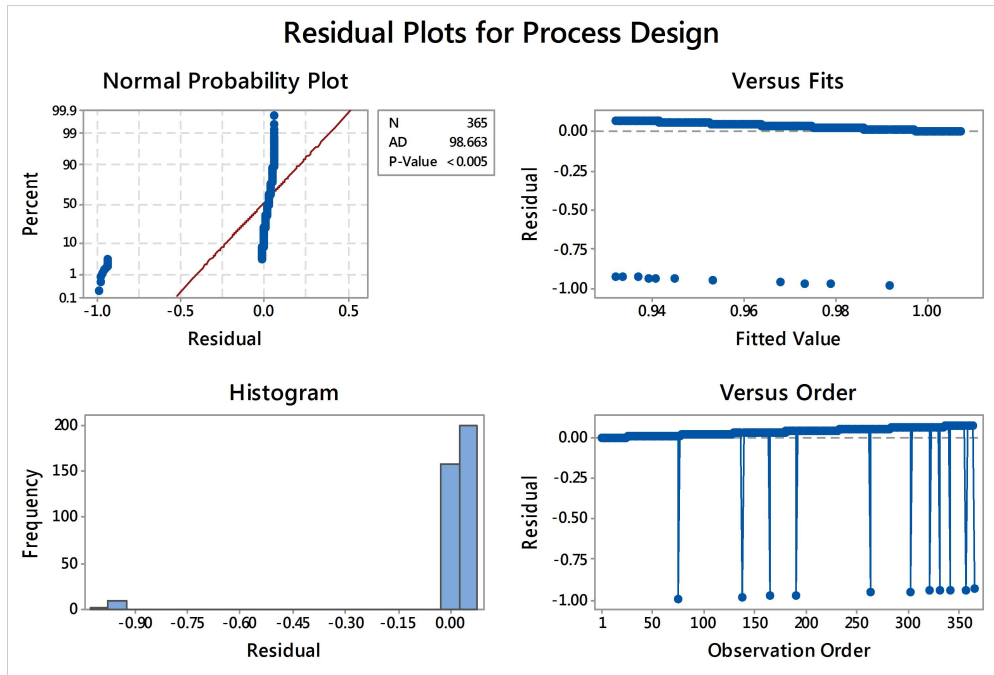 Residual Plots for Process Design
Normal Probability Plot
99.9
99
90
50
10
1
0.1
-1.0 -0.5 0.0 0.5
Percent
Residual
N 365
AD 98.663
P-Value <0.005
Versus Fits
0.00
-0.25
-0.50
-0.75
-1.00
0.94 0.96 0.98 1.00
Residual
Fitted Value
Histogram
200
150
100
50
0
-0.90 -0.75 -0.60 -0.45 -0.30 -0.15 0.00
Frequency
Residual
Versus Order
0.00
-0.25
-0.50
-0.75
-1.00
1 50 100 150 200 250 300 350
Residual
Observation Order